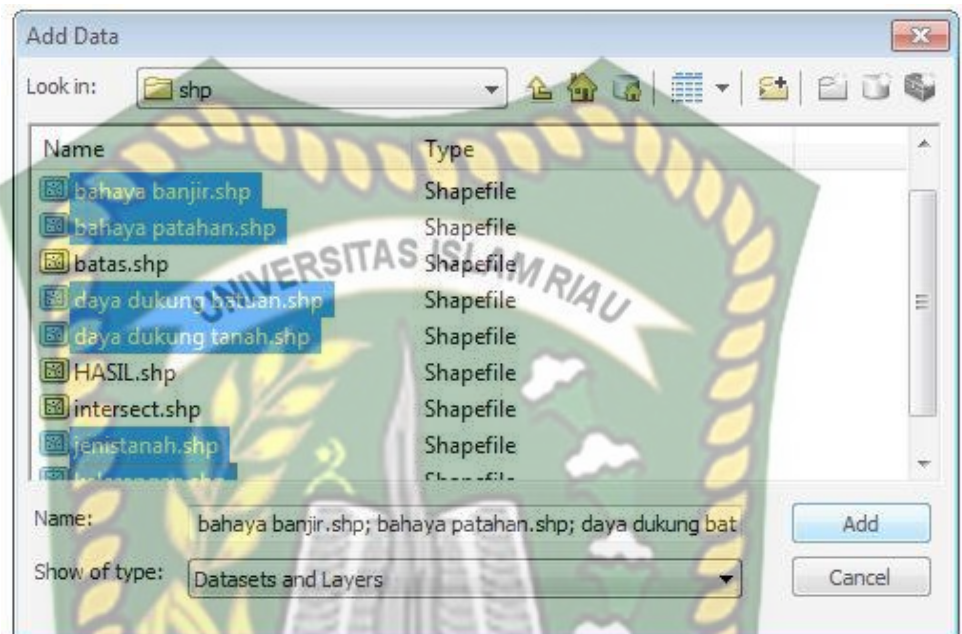 Add Data
Look in: shp
Name Type
bahaya banjir.shp Shapefile
bahaya patahan.shp Shapefile
batas.shp Shapefile
daya dukung batuan.shp Shapefile
daya dukung tanah.shp Shapefile
HASIL.shp Shapefile
intersect.shp Shapefile
jenistanah.shp Shapefile
Shapefile
Name: bahaya banjir.shp; bahaya patahan.shp; daya dukung bat Add
Show of type: Datasets and Layers Cancel
UNIVERSITAS ISLAM RIAU